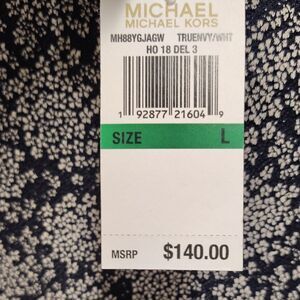 MICHAEL
MICHAEL KORS
MH88YGJAGW TRUENVY/WHT
HO 18 DEL 3
1 92877 21604 9
SIZE L
MSRP $140.00